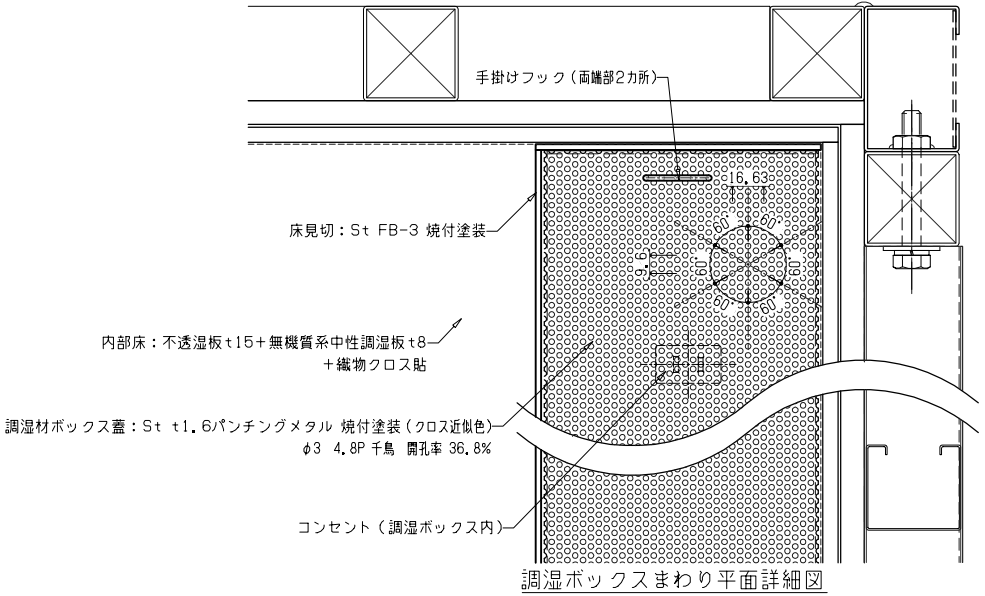 手掛けフック(両端部2カ所)
16.63
60°
60°
床見切:St FB-3 焼付塗装
9.6
60°
60°
60°
60°
内部床:不透湿板t15+無機質系中性調湿板t8
+織物クロス貼
調湿材ボックス蓋:St t1.6パンチングメタル 焼付塗装(クロス近似色)
φ3 4.8P 千鳥 開孔率 36.8%
コンセント(調湿ボックス内)
調湿ボックスまわり平面詳細図